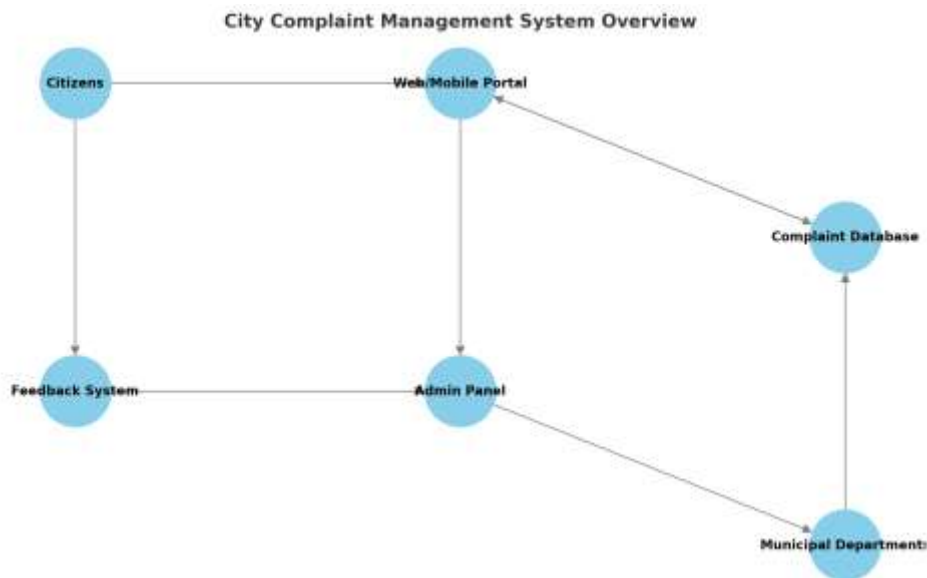 City Complaint Management System Overview
Citizens
Web/Mobile Portal
Complaint Database
Feedback System
Admin Panel
Municipal Departments